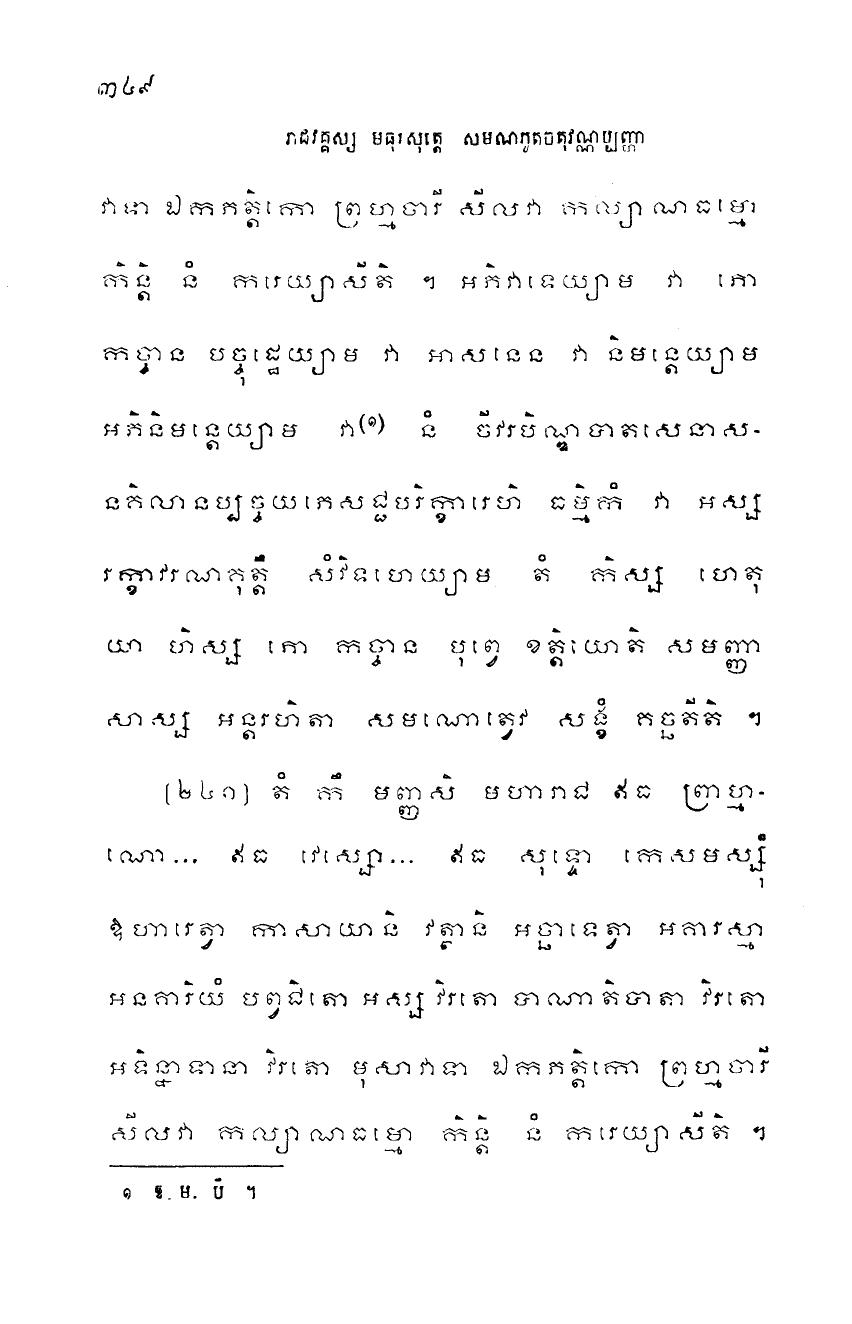 ៣៤៩
រាជវគ្គស្ស មធុរសុត្តេ សមណភូតចតុវណ្ណប្បញ្ហា
វាទា ឯកភត្តិកោ ព្រហ្មចារី សីលវា កល្យាណធម្មោ
កិន្តិ នំ ករេយ្យាសីតិ ។ អភិវាទេយ្យាម វា ភោ
កច្ចាន បច្ចុដ្ឋេយ្យាម វា អាសនេន វា និមន្តេយ្យាម
អភិនិមន្តេយ្យាម វា(១) នំ ចីវរបិណ្ឌបាតសេនាស-
នគិលានប្បច្ចយភេសជ្ជបរិក្ខារេហិ ធម្មិកំ វា អស្ស
រក្ខាវរណគុត្តឹ សំវិទហេយ្យាម តំ កិស្ស ហេតុ
យា ហិស្ស ភោ កច្ចាន បុព្វេ ខត្តិយោតិ សមញ្ញា
សាស្ស អន្តរហិតា សមណោត្វេវ សង្ខំ គច្ឆតីតិ ។
(២៤១) តំ កឹ មញ្ញសិ មហារាជ ឥធ ព្រាហ្ម-
ណោ... ឥធ វេស្សោ... ឥធ សុទ្ទោ កេសមស្សុំ
ឱហារេត្វា កាសាយានិ វត្ថានិ អច្ឆាទេត្វា អគារស្មា
អនគារិយំ បព្វជិតោ អស្ស វិរតោ បាណាតិបាតា វិរតោ
អទិន្នាទានា វិរតោ មុសាវាទា ឯកភត្តិកោ ព្រហ្មចារី
សីលវា កល្យាណធម្មោ កិន្តិ នំ ករេយ្យាសីតិ ។
១ ឱ. ម. បិ ។